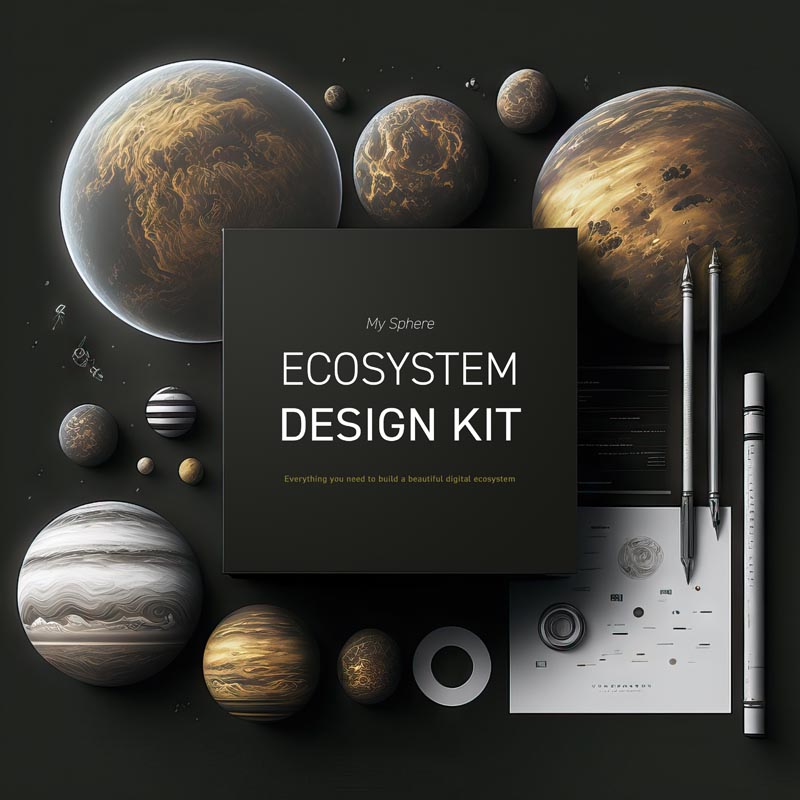 My Sphere
ECOSYSTEM
DESIGN KIT
Everything you need to build a beautiful digital ecosystem